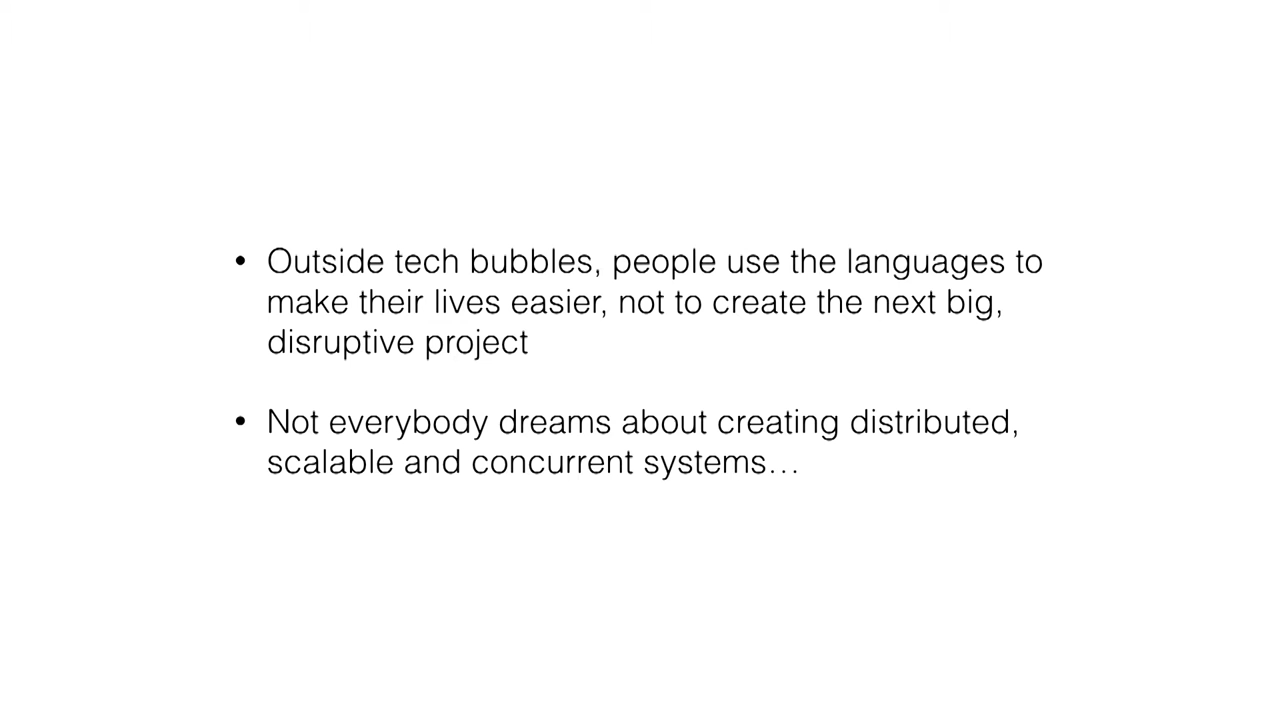 • Outside tech bubbles, people use the languages to
make their lives easier, not to create the next big,
disruptive project
• Not everybody dreams about creating distributed,
scalable and concurrent systems…